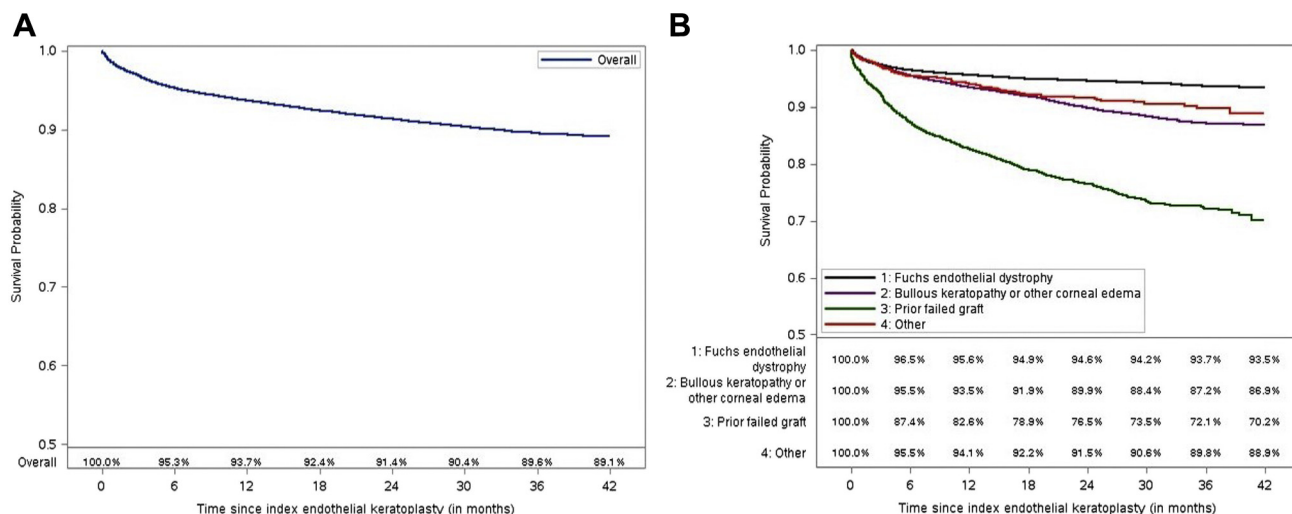 A
1.0
0.9
0.8
0.7
0.6
0.5
Survival Probability
Overall
Overall 100.0% 95.3% 93.7% 92.4% 91.4% 90.4% 89.6% 89.1%
0 6 12 18 24 30 36 42
Time since index endothelial keratoplasty (in months)
B
1.0
0.9
0.8
0.7
0.6
0.5
Survival Probability
1: Fuchs endothelial dystrophy
2: Bullous keratopathy or other corneal edema
3: Prior failed graft
4: Other
1: Fuchs endothelial
dystrophy 100.0% 96.5% 95.6% 94.9% 94.6% 94.2% 93.7% 93.5%
2: Bullous keratopathy or
other corneal edema 100.0% 95.5% 93.5% 91.9% 89.9% 88.4% 87.2% 86.9%
3: Prior failed graft 100.0% 87.4% 82.6% 78.9% 76.5% 73.5% 72.1% 70.2%
4: Other 100.0% 95.5% 94.1% 92.2% 91.5% 90.6% 89.8% 88.9%
0 6 12 18 24 30 36 42
Time since index endothelial keratoplasty (in months)